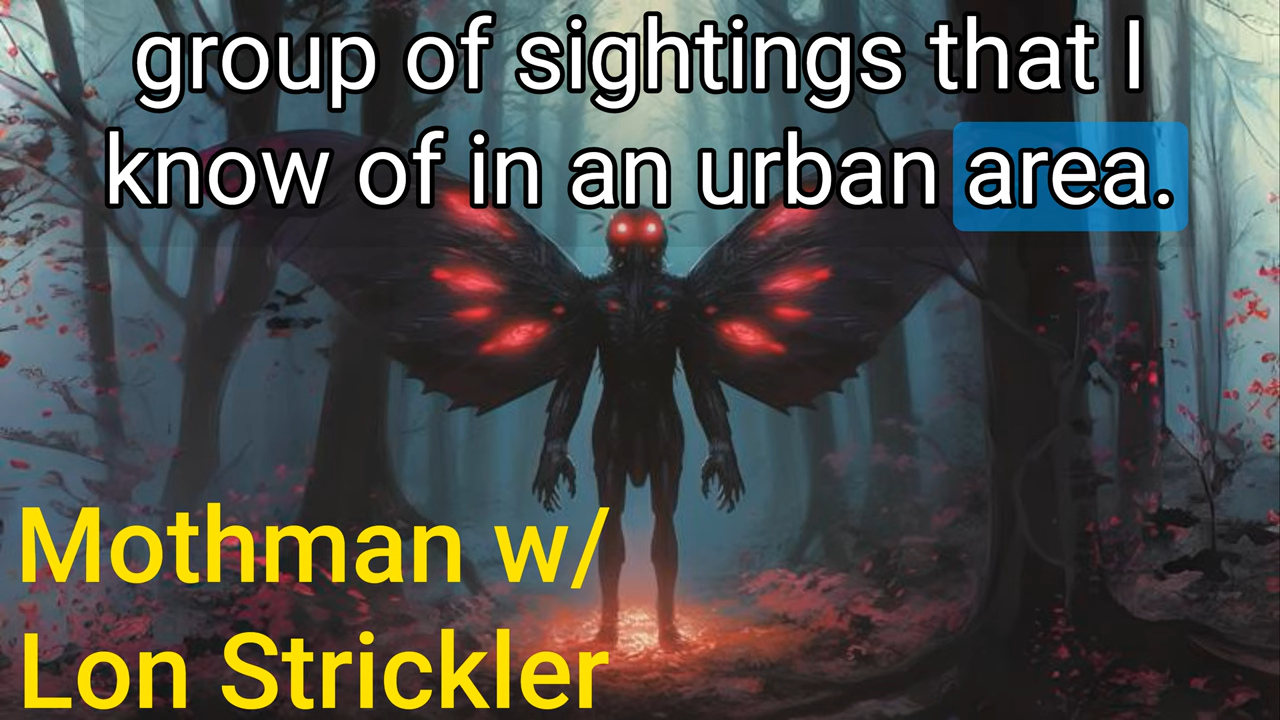 group of sightings that I
know of in an urban area.
Mothman w/
Lon Strickler